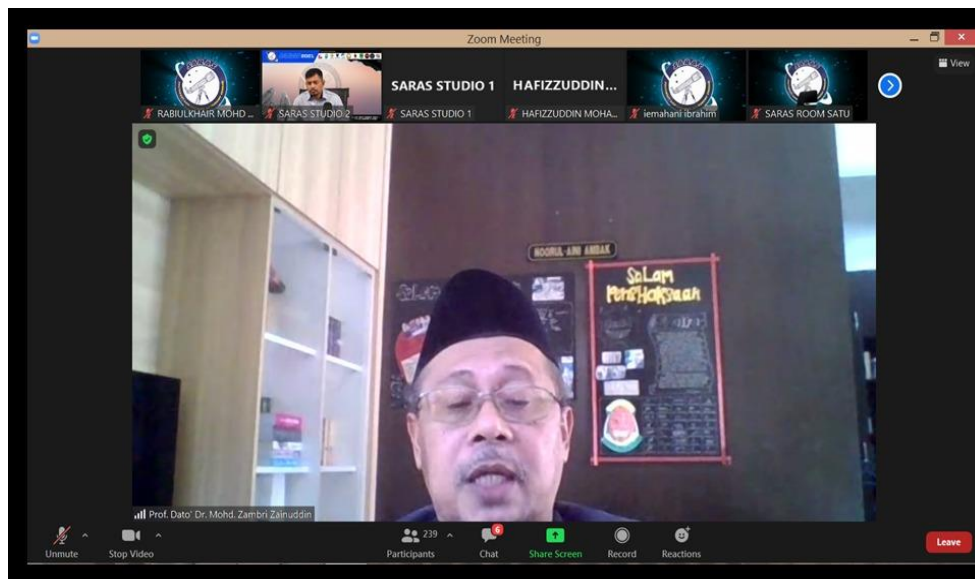 Zoom Meeting
View
RABIULKHAIR MOHD ...
SARAS STUDIO 2
SARAS STUDIO 1
SARAS STUDIO 1
HAFIZZUDDIN...
HAFIZZUDDIN MOHA...
iemahani ibrahim
SARAS ROOM SATU
NOORUL-AINI AMBAK
SaLam
SaLam
Prof. Dato' Dr. Mohd. Zambri Zainuddin
Unmute
Stop Video
239
Participants
6
Chat
Share Screen
Record
Reactions
Leave